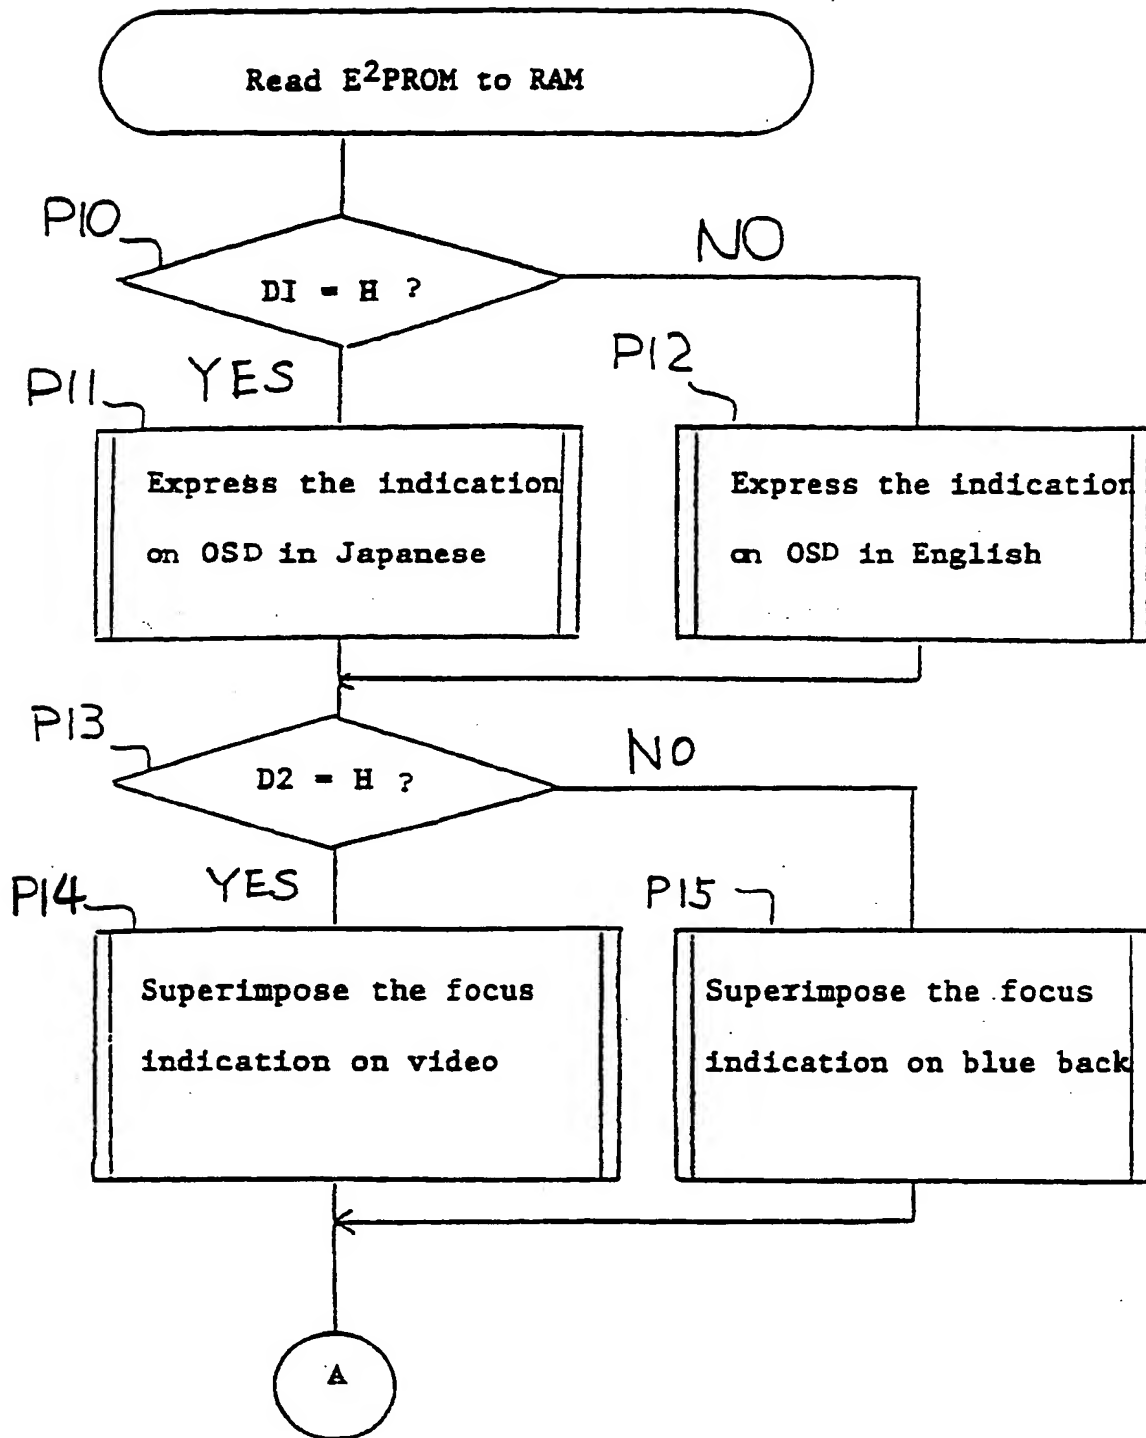 Read E²PROM to RAM
P10
DI = H ?
NO
YES
P11
Express the indication
on OSD in Japanese
P12
Express the indication
on OSD in English
P13
D2 = H ?
NO
YES
P14
Superimpose the focus
indication on video
P15
Superimpose the focus
indication on blue back
A